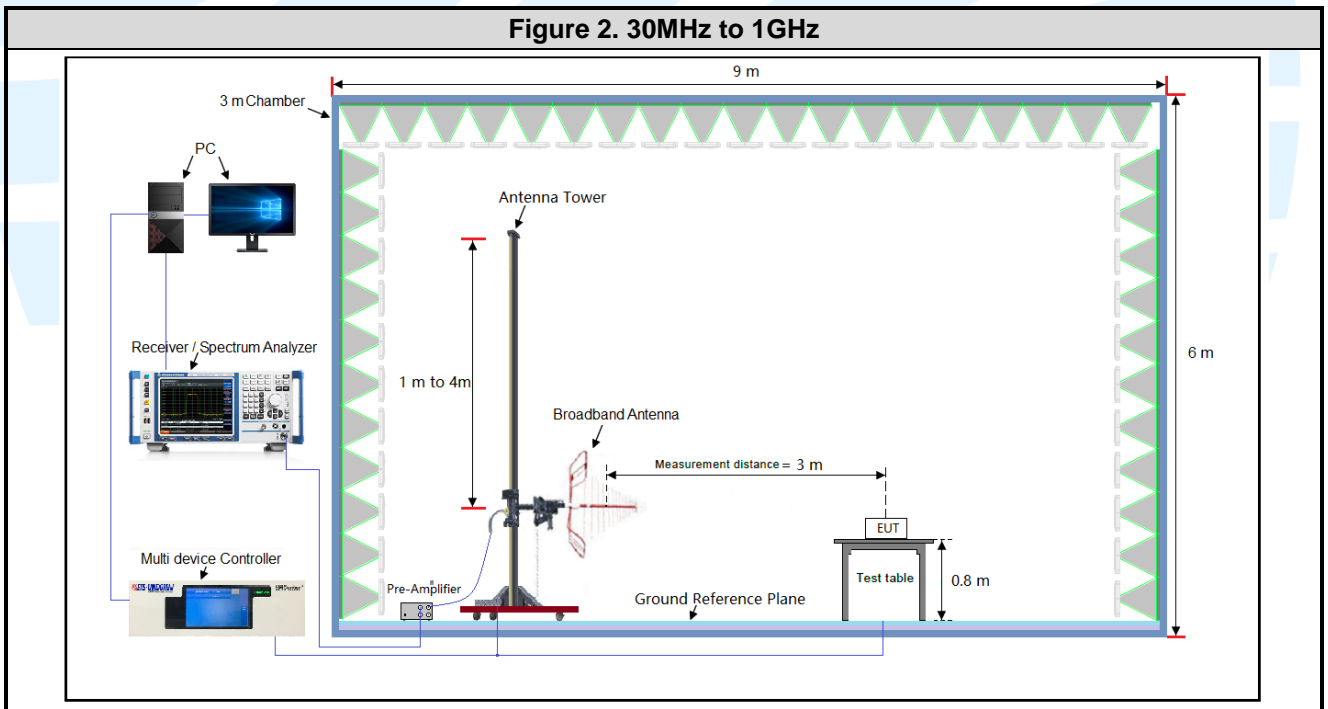 Figure 2. 30MHz to 1GHz
9 m
3 m Chamber
PC
Antenna Tower
Receiver / Spectrum Analyzer
6 m
1 m to 4m
Broadband Antenna
Measurement distance = 3 m
EUT
Multi device Controller
Test table
0.8 m
Pre-Amplifier
Ground Reference Plane